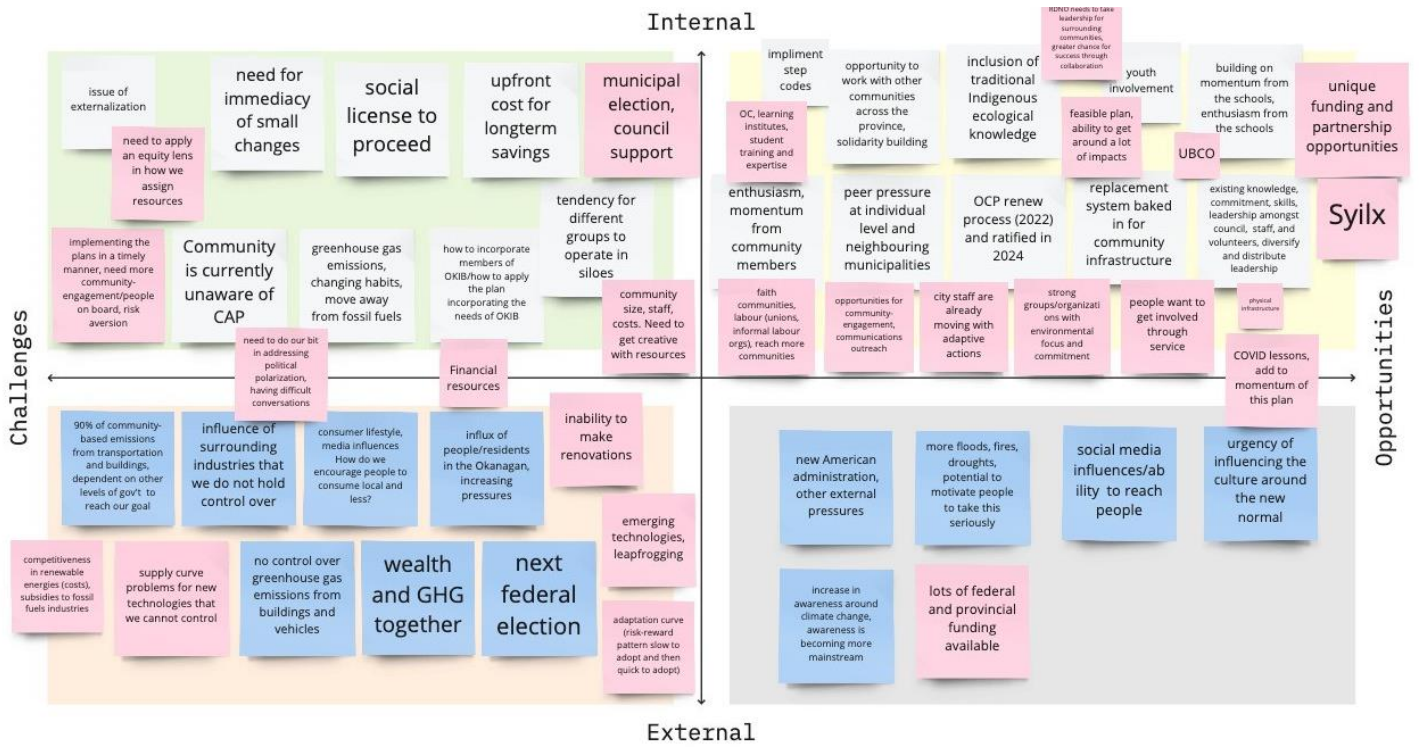 Internal
issue of
externalization
need to apply
an equity lens
in how we
assign
resources
need for
immediacy
of small
changes
social
license to
proceed
upfront
cost for
longterm
savings
municipal
election,
council
support
tendency for
different
groups to
operate in
siloes
implementing the
plans in a timely
manner, need more
community-
engagement/people
on board, risk
aversion
Community
is currently
unaware of
CAP
greenhouse gas
emissions,
changing habits,
move away
from fossil fuels
how to incorporate
members of
OKIB/how to apply
the plan
incorporating the
needs of OKIB
community
size, staff,
costs. Need to
get creative
with resources
need to do our bit
in addressing
political
polarization,
having difficult
conversations
Financial
resources
impliment
step
codes
OC, learning
institutes,
student
training and
expertise
opportunity to
work with other
communities
across the
province,
solidarity building
inclusion of
traditional
Indigenous
ecological
knowledge
RDNO needs to take
leadership for
surrounding
communities,
greater chance for
success through
collaboration
youth
involvement
feasible plan,
ability to get
around a lot
of impacts
building on
momentum from
the schools,
enthusiasm from
the schools
UBCO
unique
funding and
partnership
opportunities
enthusiasm,
momentum
from
community
members
peer pressure
at individual
level and
neighbouring
municipalities
OCP renew
process (2022)
and ratified in
2024
replacement
system baked
in for
community
infrastructure
existing knowledge,
commitment, skills,
leadership amongst
council, staff, and
volunteers, diversify
and distribute
leadership
Syilx
faith
communities,
labour (unions,
informal labour
orgs), reach more
communities
opportunities for
community-
engagement,
communications
outreach
city staff are
already
moving with
adaptive
actions
strong
groups/organizati
ons with
environmental
focus and
commitment
people want to
get involved
through
service
physical
infrastructure
COVID lessons,
add to
momentum of
this plan
Challenges
Opportunities
90% of community-
based emissions
from transportation
and buildings,
dependent on other
levels of gov't to
reach our goal
influence of
surrounding
industries that
we do not hold
control over
consumer lifestyle,
media influences
How do we
encourage people to
consume local and
less?
influx of
people/residents
in the Okanagan,
increasing
pressures
inability to
make
renovations
emerging
technologies,
leapfrogging
competitiveness
in renewable
energies (costs),
subsidies to fossil
fuels industries
supply curve
problems for new
technologies that
we cannot control
no control over
greenhouse gas
emissions from
buildings and
vehicles
wealth
and GHG
together
next
federal
election
adaptation curve
(risk-reward
pattern slow to
adopt and then
quick to adopt)
new American
administration,
other external
pressures
more floods, fires,
droughts,
potential to
motivate people
to take this
seriously
social media
influences/ab
ility to reach
people
urgency of
influencing the
culture around
the new
normal
increase in
awareness around
climate change,
awareness is
becoming more
mainstream
lots of federal
and provincial
funding
available
External